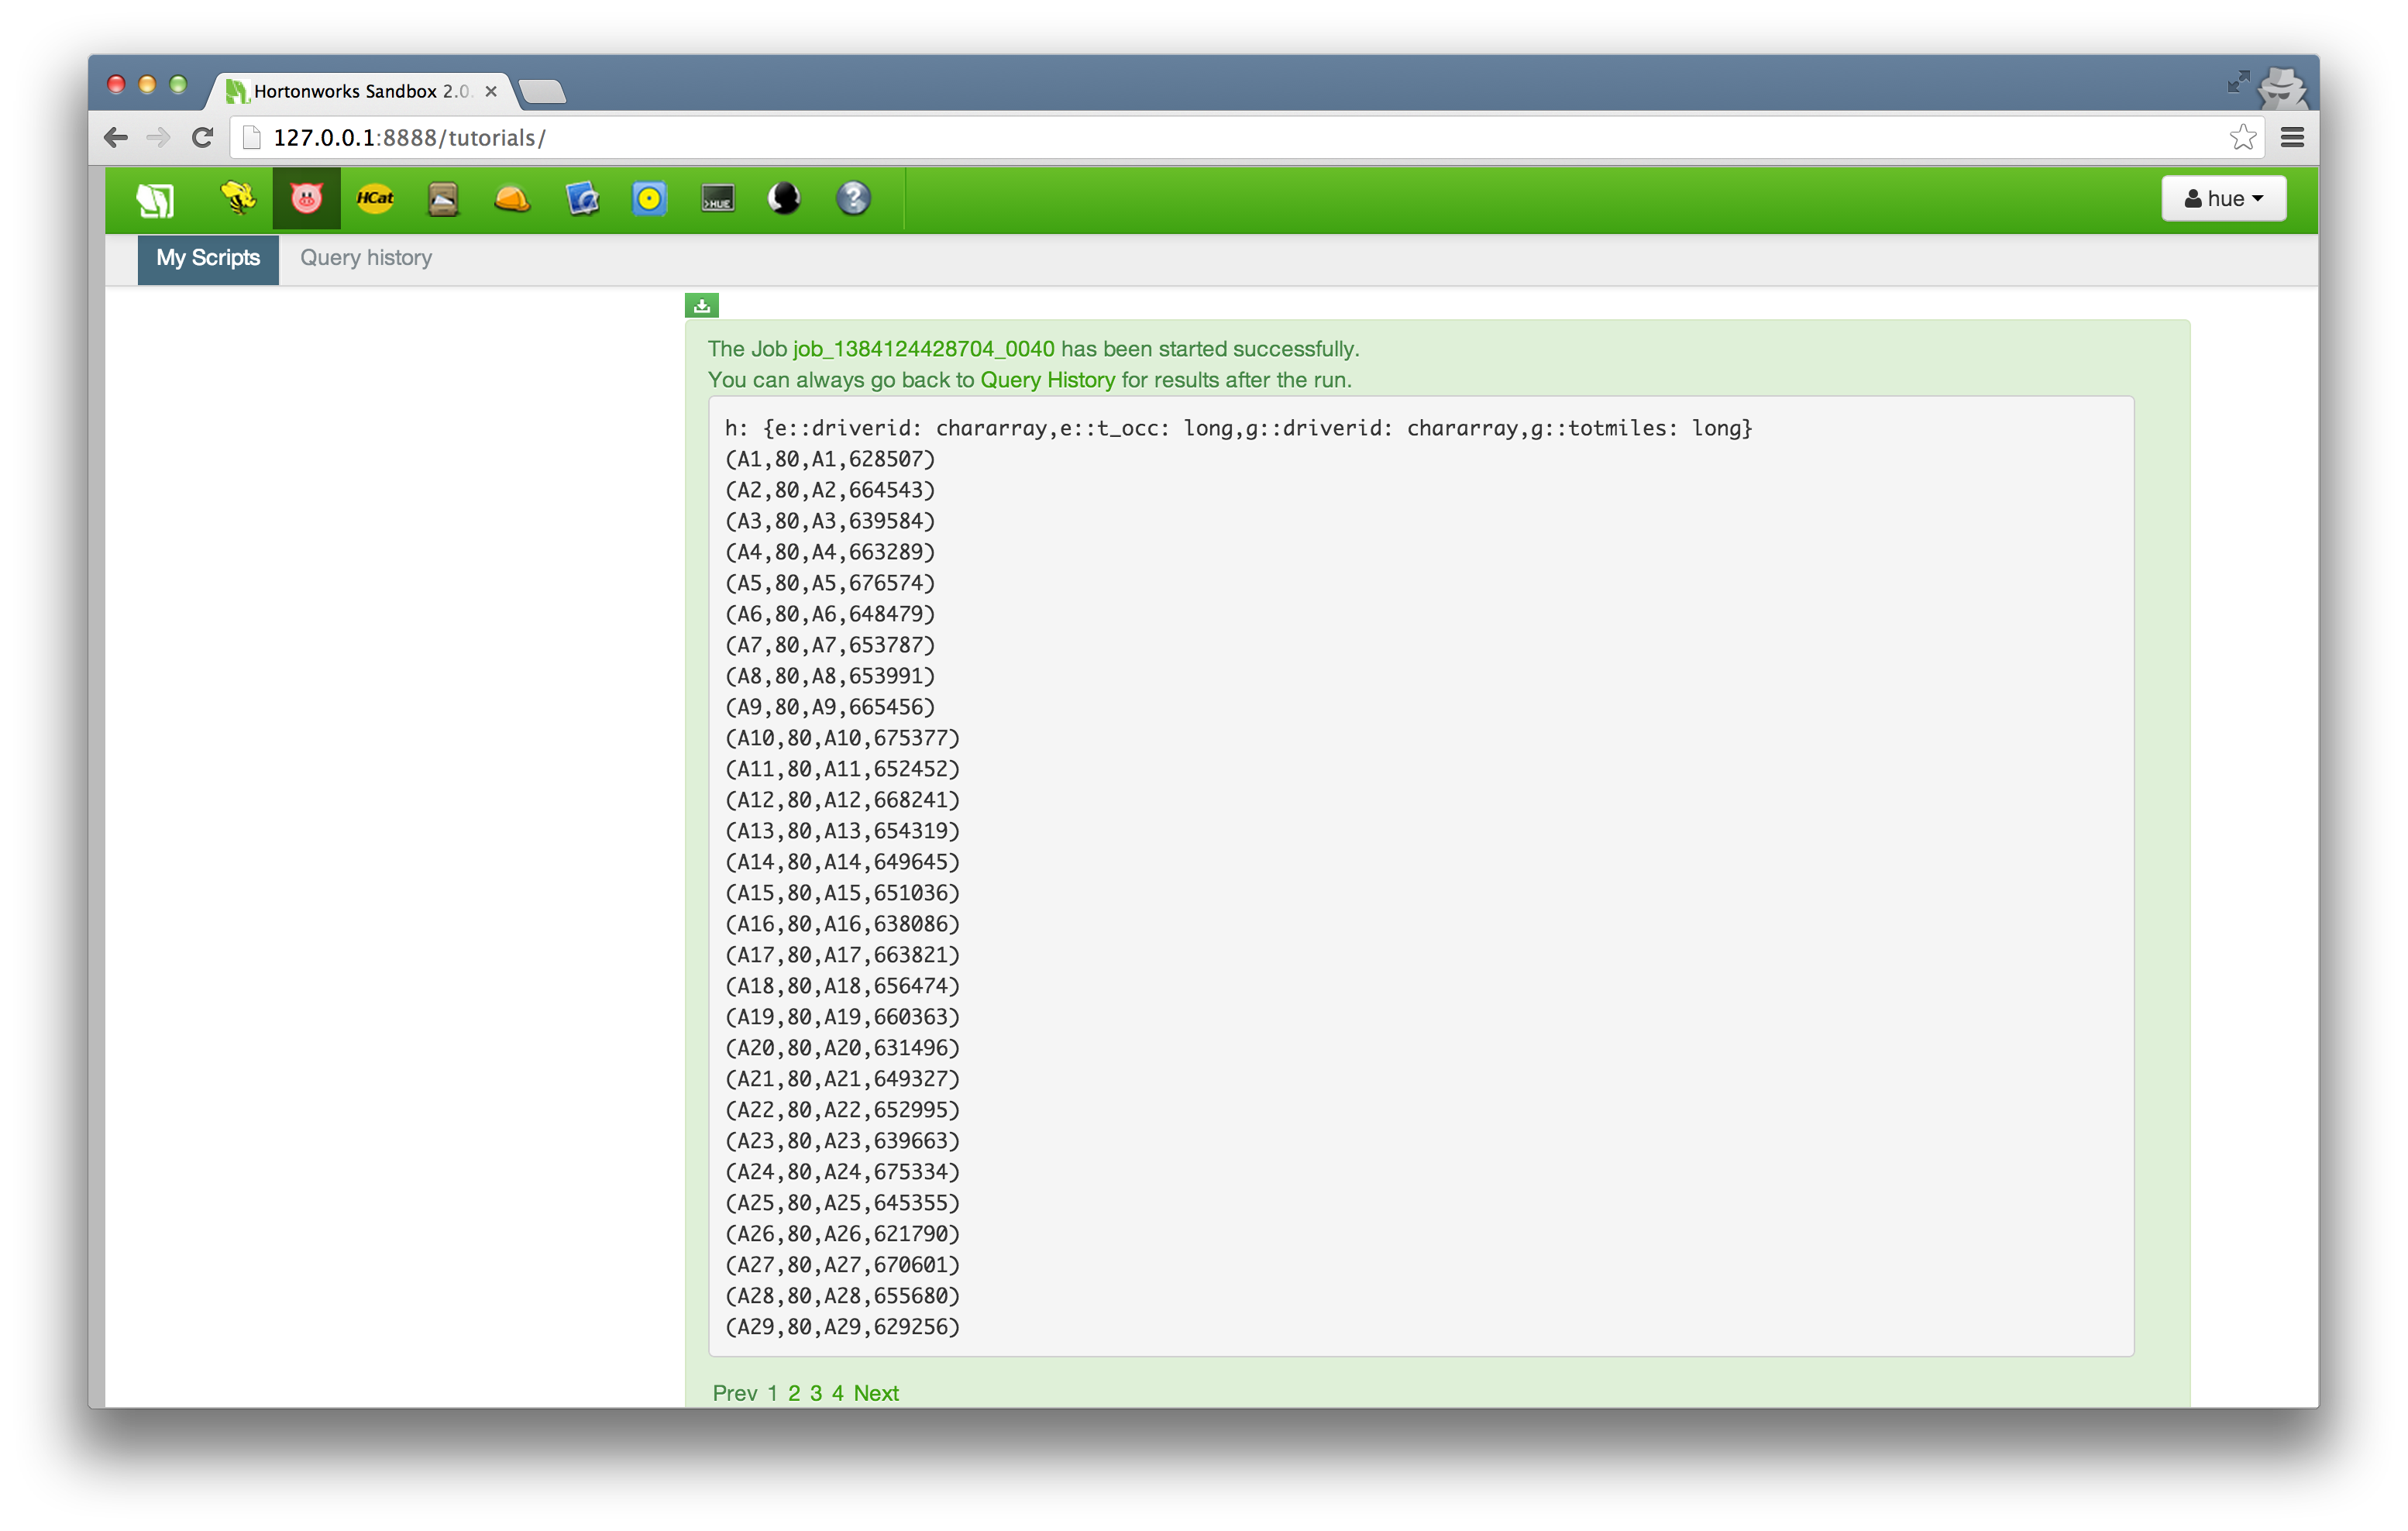 Hortonworks Sandbox 2.0.
127.0.0.1:8888/tutorials/
HCat
>HUE
?
hue
My Scripts
Query history
The Job job_1384124428704_0040 has been started successfully.
You can always go back to Query History for results after the run.
h: {e::driverid: chararray,e::t_occ: long,g::driverid: chararray,g::totmiles: long}
(A1,80,A1,628507)
(A2,80,A2,664543)
(A3,80,A3,639584)
(A4,80,A4,663289)
(A5,80,A5,676574)
(A6,80,A6,648479)
(A7,80,A7,653787)
(A8,80,A8,653991)
(A9,80,A9,665456)
(A10,80,A10,675377)
(A11,80,A11,652452)
(A12,80,A12,668241)
(A13,80,A13,654319)
(A14,80,A14,649645)
(A15,80,A15,651036)
(A16,80,A16,638086)
(A17,80,A17,663821)
(A18,80,A18,656474)
(A19,80,A19,660363)
(A20,80,A20,631496)
(A21,80,A21,649327)
(A22,80,A22,652995)
(A23,80,A23,639663)
(A24,80,A24,675334)
(A25,80,A25,645355)
(A26,80,A26,621790)
(A27,80,A27,670601)
(A28,80,A28,655680)
(A29,80,A29,629256)
Prev 1 2 3 4 Next